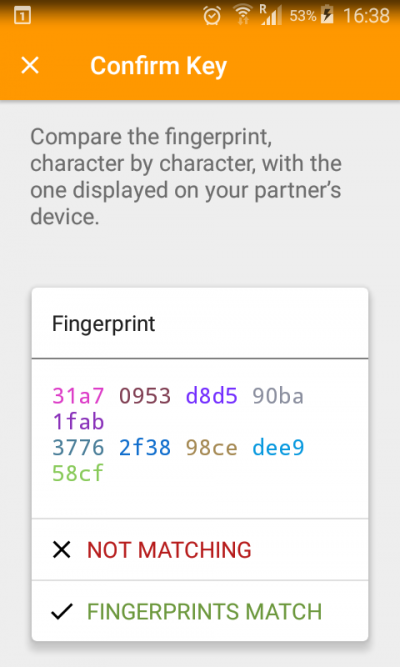 1 R 53% 16:38
Confirm Key
Compare the fingerprint,
character by character, with the
one displayed on your partner's
device.
Fingerprint
31a7 0953 d8d5 90ba
1fab
3776 2f38 98ce dee9
58cf
NOT MATCHING
FINGERPRINTS MATCH